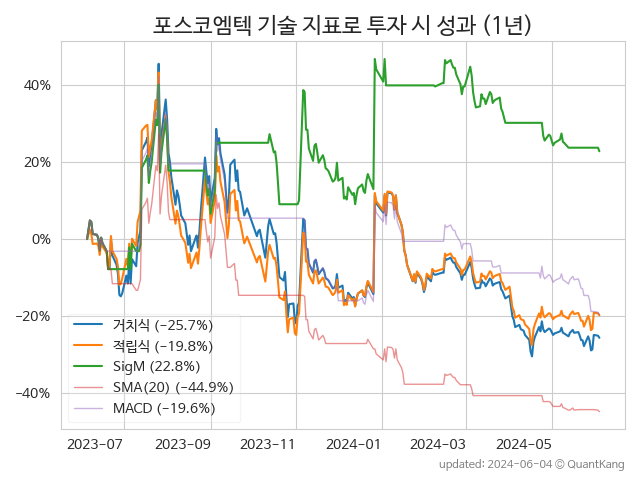 포스코엠텍 기술 지표로 투자 시 성과 (1년)
40%
20%
0%
−20%
−40%
거치식 (−25.7%)
적립식 (−19.8%)
SigM (22.8%)
SMA(20) (−44.9%)
MACD (−19.6%)
2023−07 2023−09 2023−11 2024−01 2024−03 2024−05
updated: 2024-06-04 © QuantKang